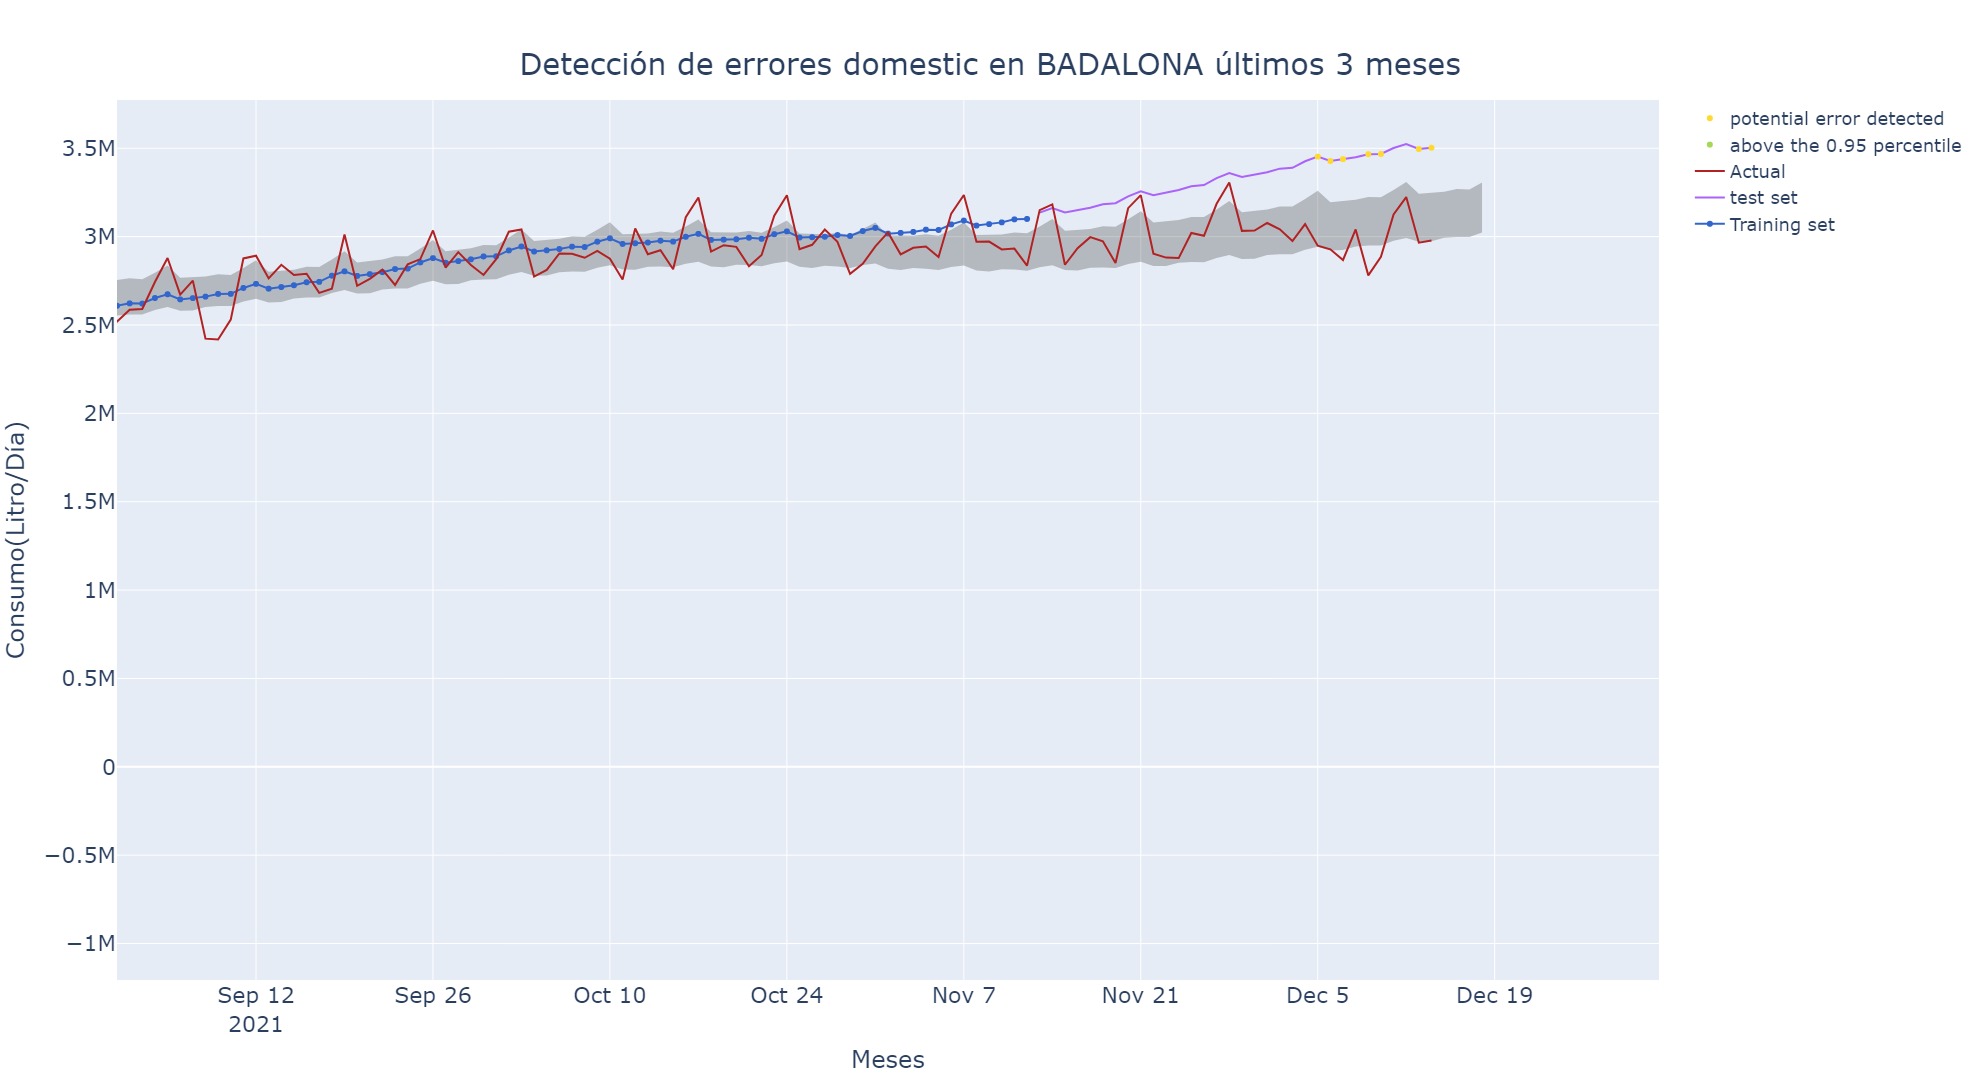 Detección de errores domestic en BADALONA últimos 3 meses
potential error detected
above the 0.95 percentile
Actual
test set
Training set
3.5M
3M
2.5M
2M
1.5M
1M
0.5M
0
−0.5M
−1M
Consumo(Litro/Día)
Sep 12
2021
Sep 26
Oct 10
Oct 24
Nov 7
Nov 21
Dec 5
Dec 19
Meses